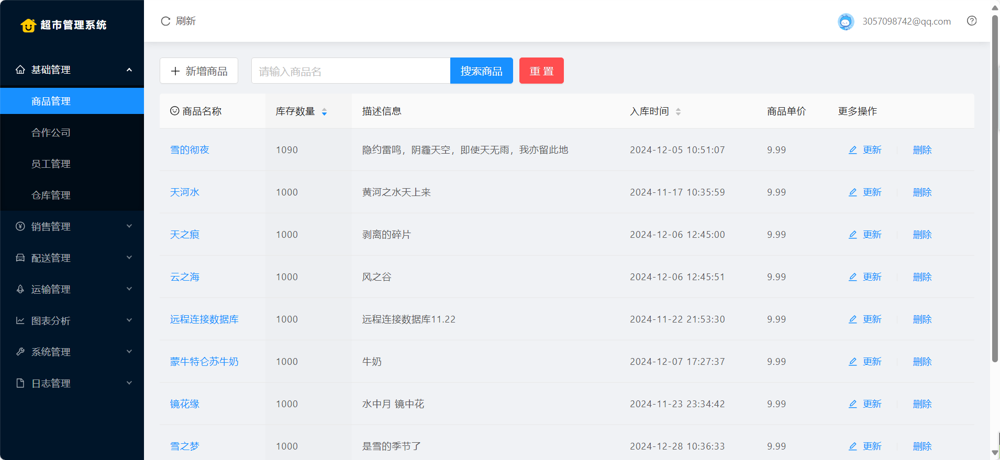 超市管理系统
刷新
3057098742@qq.com
基础管理
商品管理
合作公司
员工管理
仓库管理
销售管理
配送管理
运输管理
图表分析
系统管理
日志管理
新增商品 请输入商品名 搜索商品 重 置
商品名称 库存数量 描述信息 入库时间 商品单价 更多操作
雪的彻夜 1090 隐约雷鸣，阴霾天空，即使天无雨，我亦留此地 2024-12-05 10:51:07 9.99 更新 删除
天河水 1000 黄河之水天上来 2024-11-17 10:35:59 9.99 更新 删除
天之痕 1000 剥离的碎片 2024-12-06 12:45:00 9.99 更新 删除
云之海 1000 风之谷 2024-12-06 12:45:51 9.99 更新 删除
远程连接数据库 1000 远程连接数据库11.22 2024-11-22 21:53:30 9.99 更新 删除
蒙牛特仑苏牛奶 1000 牛奶 2024-12-07 17:27:37 9.99 更新 删除
镜花缘 1000 水中月 镜中花 2024-11-23 23:34:42 9.99 更新 删除
雪之梦 1000 是雪的季节了 2024-12-28 10:36:33 9.99 更新 删除